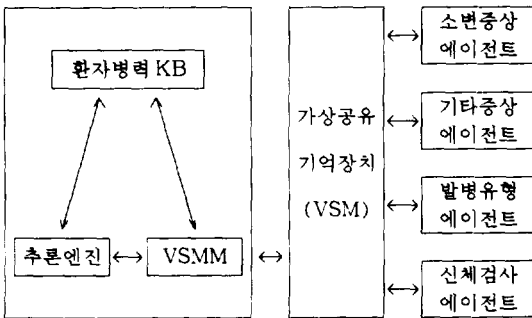 환자병력 KB
추론엔진
VSMM
가상공유
기억장치
(VSM)
소변증상
에이전트
기타증상
에이전트
발병유형
에이전트
신체검사
에이전트